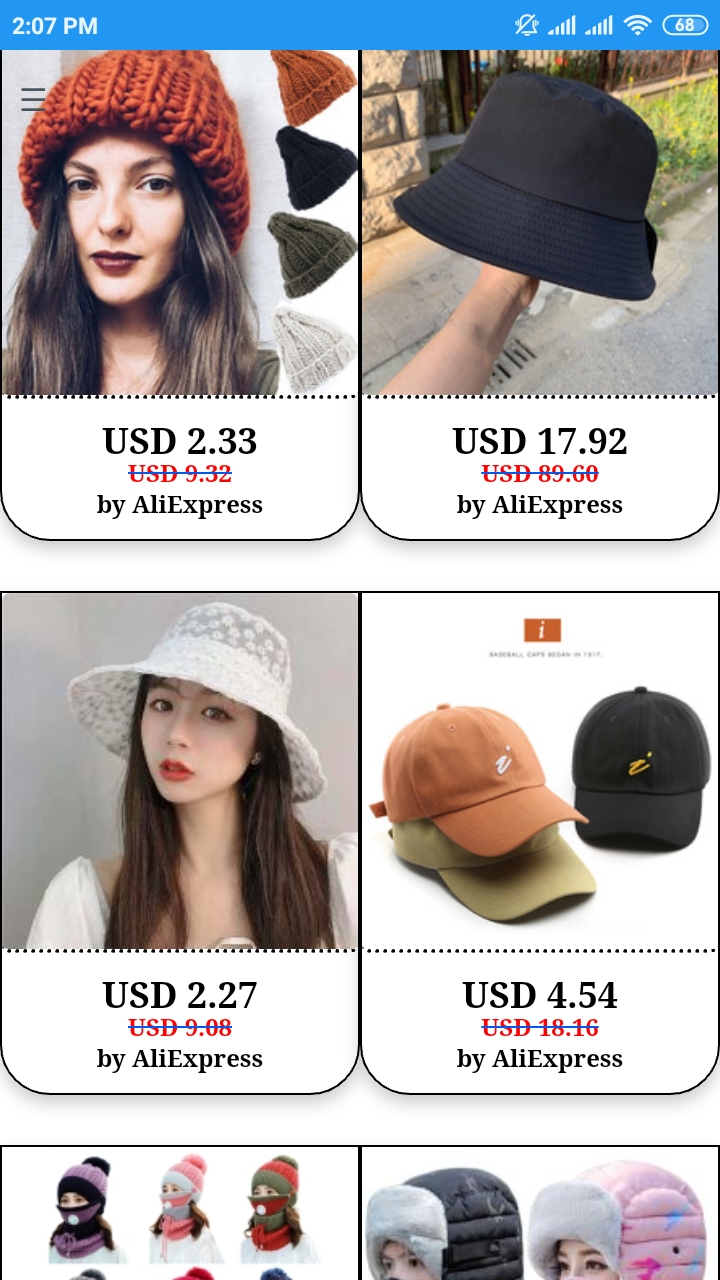 2:07 PM
68
USD 2.33
USD 9.32
by AliExpress
USD 17.92
USD 89.60
by AliExpress
i
BASEBALL CAPS BEGAN IN 1917.
USD 2.27
USD 9.08
by AliExpress
USD 4.54
USD 18.16
by AliExpress